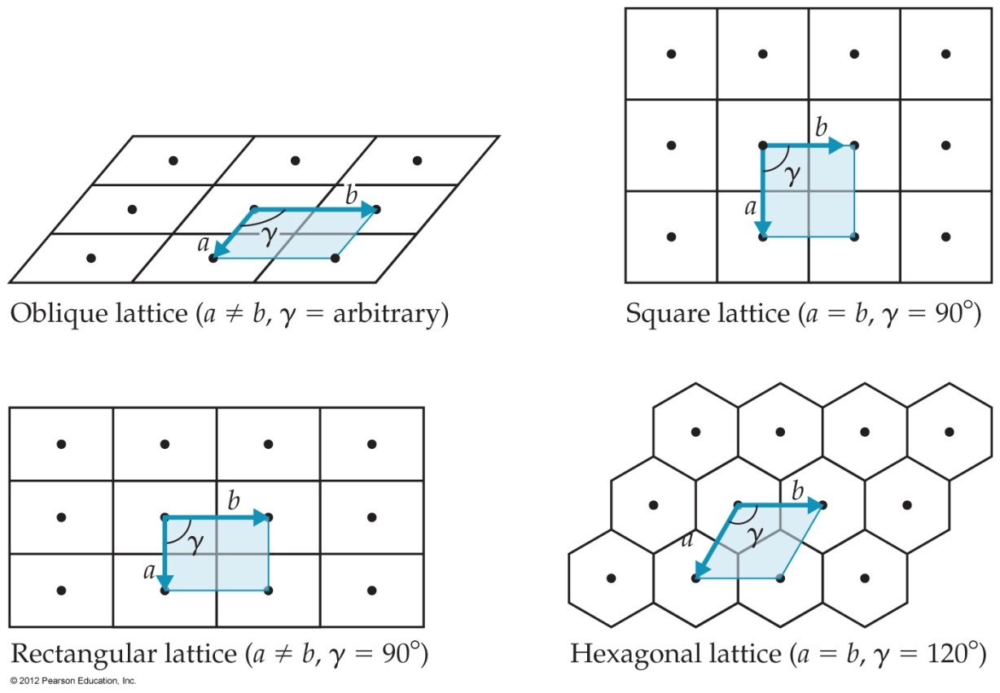 b
a
γ
Oblique lattice (a ≠ b, γ = arbitrary)
b
γ
a
Square lattice (a = b, γ = 90°)
b
γ
a
Rectangular lattice (a ≠ b, γ = 90°)
b
a
γ
Hexagonal lattice (a = b, γ = 120°)
© 2012 Pearson Education, Inc.